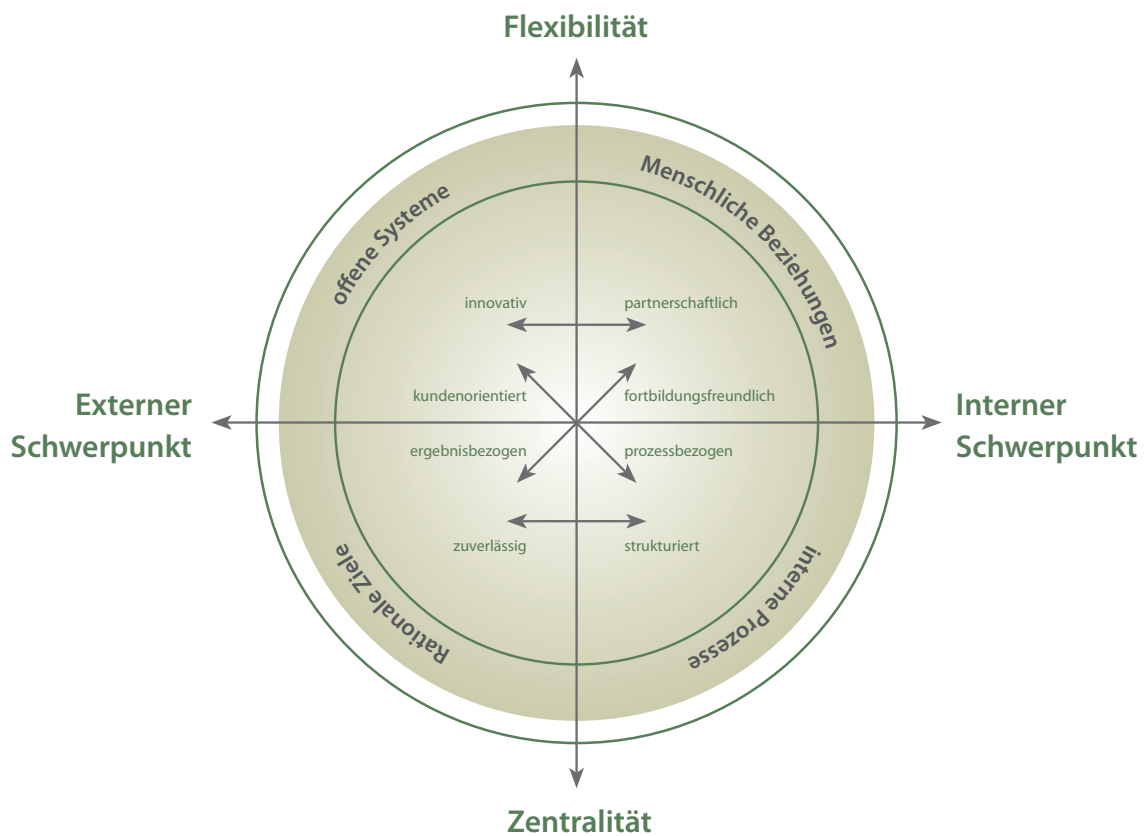 Flexibilität
offene Systeme
Menschliche Beziehungen
innovativ
partnerschaftlich
Externer
Schwerpunkt
kundenorientiert
fortbildungsfreundlich
Interner
Schwerpunkt
ergebnisbezogen
prozessbezogen
zuverlässig
strukturiert
Rationale Ziele
interne Prozesse
Zentralität